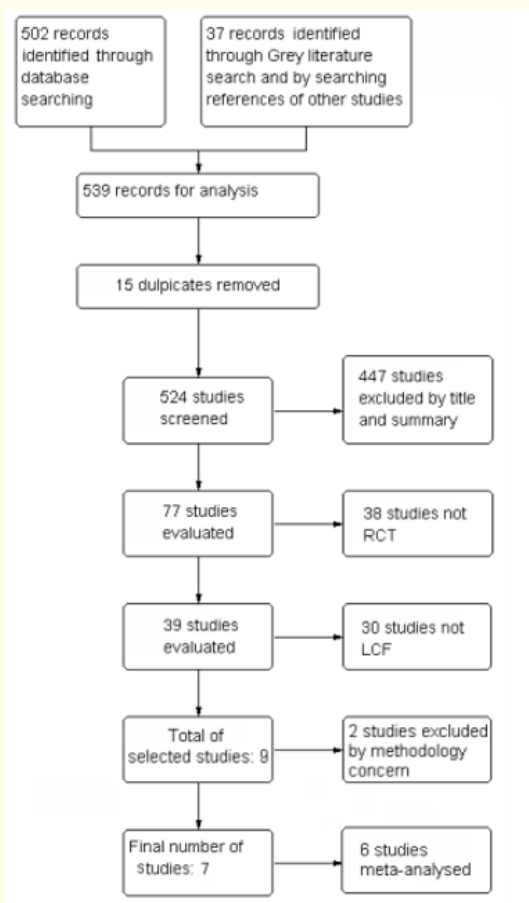 502 records
identified through
database
searching
37 records identified
through Grey literature
search and by searching
references of other studies
539 records for analysis
15 dulpicates removed
524 studies
screened
447 studies
excluded by title
and summary
77 studies
evaluated
38 studies not
RCT
39 studies
evaluated
30 studies not
LCF
Total of
selected studies: 9
2 studies excluded
by methodology
concern
Final number of
studies: 7
6 studies
meta-analysed